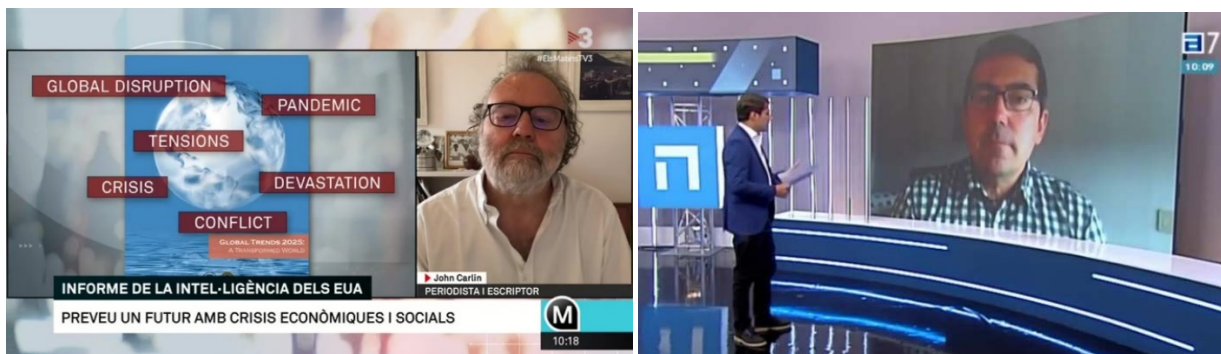 3
#ElsMatinsTV3
GLOBAL DISRUPTION
PANDEMIC
TENSIONS
CRISIS
DEVASTATION
CONFLICT
GLOBAL TRENDS 2025:
A TRANSFORMED WORLD
John Carlin
PERIODISTA I ESCRIPTOR
INFORME DE LA INTEL·LIGÈNCIA DELS EUA
PREVEU UN FUTUR AMB CRISIS ECONÒMIQUES I SOCIALS
M
10:18
a7
10:09